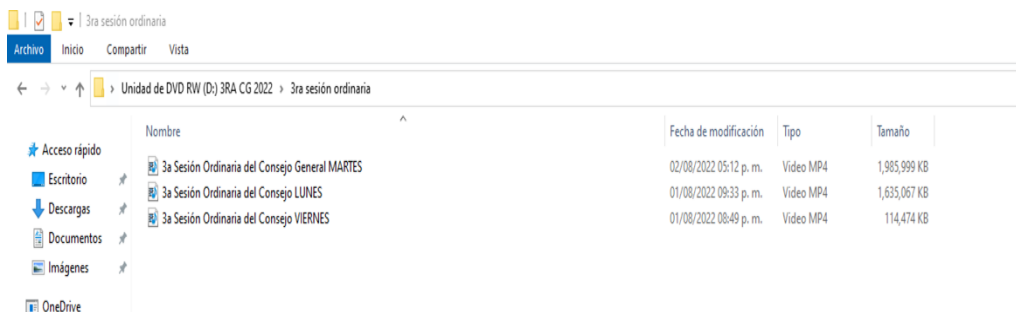 3ra sesión ordinaria
Archivo Inicio Compartir Vista
Unidad de DVD RW (D:) 3RA CG 2022 > 3ra sesión ordinaria
Nombre Fecha de modificación Tipo Tamaño
Acceso rápido
3a Sesión Ordinaria del Consejo General MARTES 02/08/2022 05:12 p. m. Video MP4 1,985,999 KB
Escritorio
3a Sesión Ordinaria del Consejo LUNES 01/08/2022 09:33 p. m. Video MP4 1,635,067 KB
Descargas
3a Sesión Ordinaria del Consejo VIERNES 01/08/2022 08:49 p. m. Video MP4 114,474 KB
Documentos
Imágenes
OneDrive